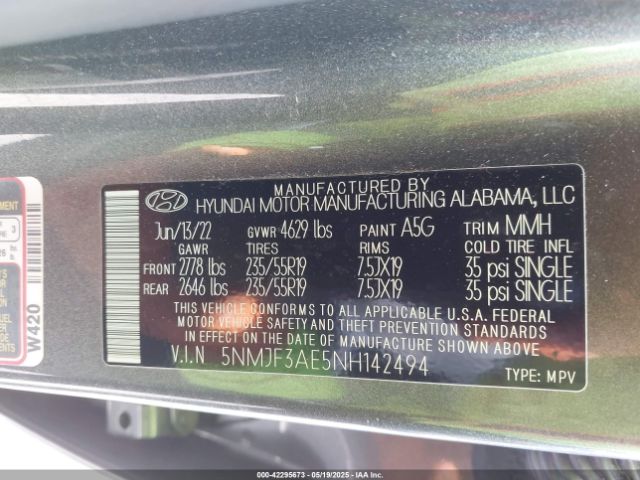 MANUFACTURED BY
HYUNDAI MOTOR MANUFACTURING ALABAMA, LLC
Jun/13/22 GVWR 4629 lbs PAINT A5G TRIM MMH
GAWR TIRES RIMS COLD TIRE INFL
FRONT 2778 lbs 235/55R19 7.5JX19 35 psi SINGLE
REAR 2646 lbs 235/55R19 7.5JX19 35 psi SINGLE
THIS VEHICLE CONFORMS TO ALL APPLICABLE U.S.A. FEDERAL
MOTOR VEHICLE SAFETY AND THEFT PREVENTION STANDARDS
IN EFFECT ON THE DATE OF MANUFACTURE SHOWN ABOVE.
V.I.N 5NMJF3AE5NH142494
TYPE: MPV
W420
000-42295673 - 05/19/2025 - IAA INC.